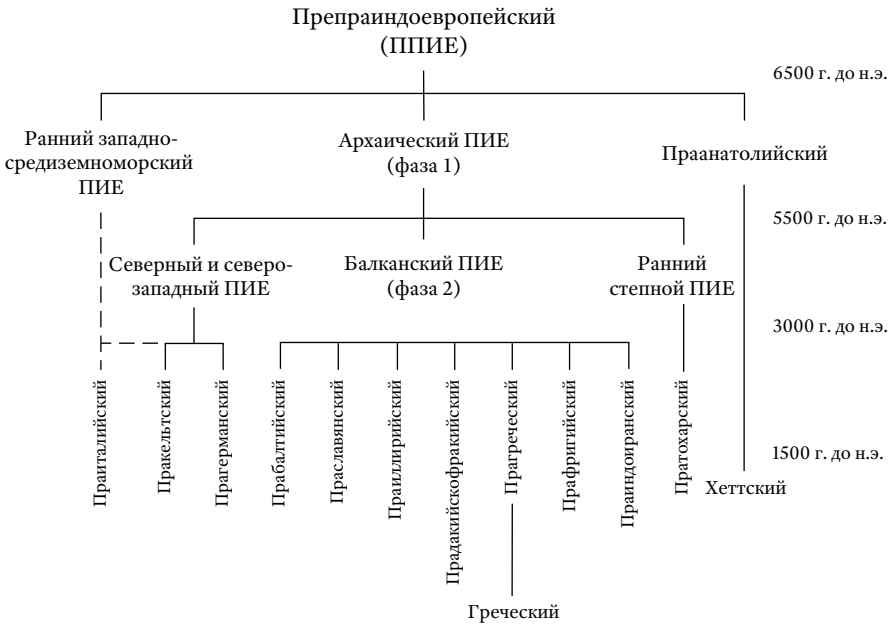 Препраиндоевропейский
(ППИЕ)
6500 г. до н.э.
Ранний западно-
средиземноморский
ПИЕ
Архаический ПИЕ
(фаза 1)
Праанатолийский
5500 г. до н.э.
Северный и северо-
западный ПИЕ
Балканский ПИЕ
(фаза 2)
Ранний
степной ПИЕ
3000 г. до н.э.
Праиталийский
Пракельтский
Прагерманский
Прабалтийский
Праславянский
Праиллирийский
Прадакийскофракийский
Прагреческий
Прафригийский
Праиндоиранский
Пратохарский
1500 г. до н.э.
Хеттский
Греческий